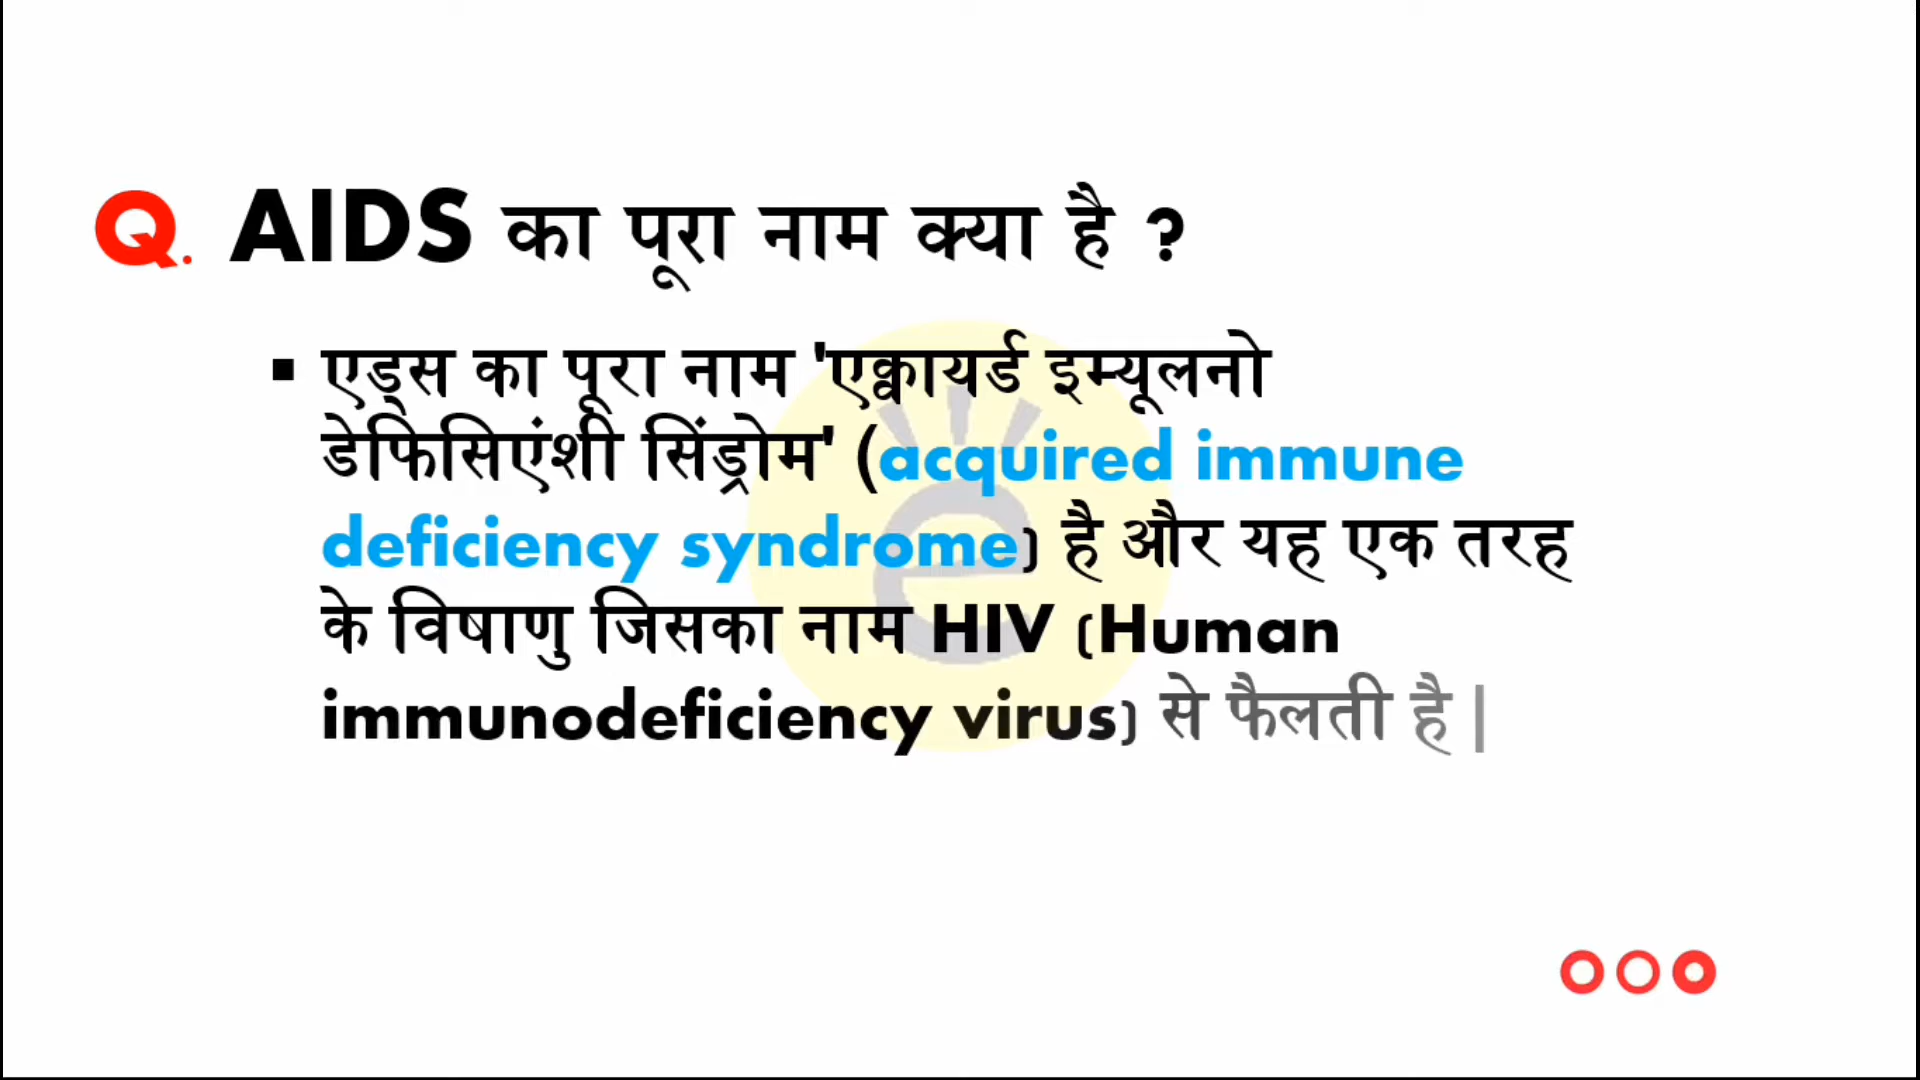 Q. AIDS का पूरा नाम क्या है ?
▪ एड्स का पूरा नाम 'एक्वायर्ड इम्यूलनो
डेफिसिएंशी सिंड्रोम' (acquired immune
deficiency syndrome) है और यह एक तरह
के विषाणु जिसका नाम HIV (Human
immunodeficiency virus) से फैलती है|